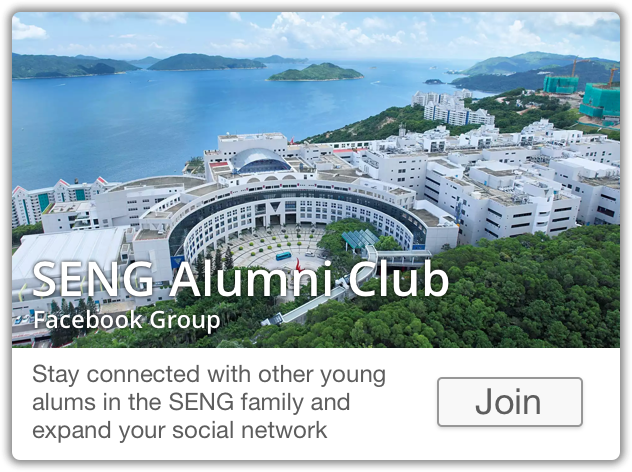 SENG Alumni Club
Facebook Group
Stay connected with other young
alums in the SENG family and
expand your social network
Join